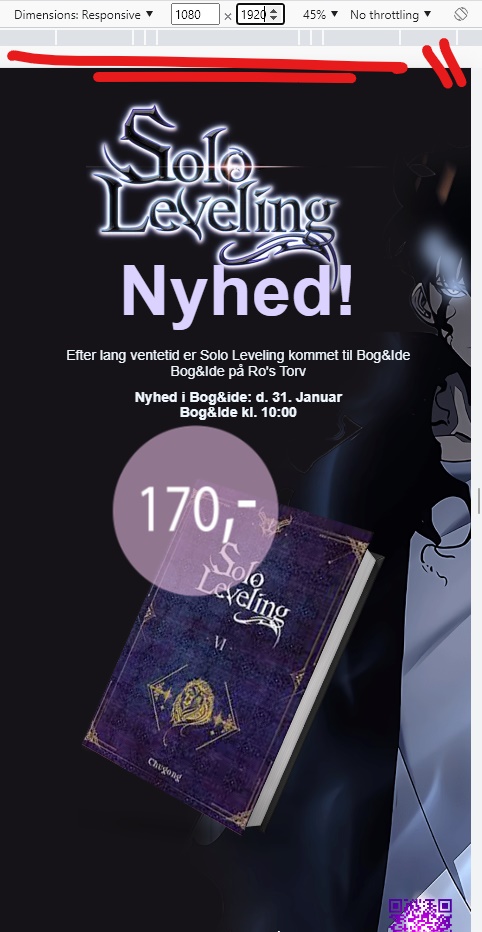 Dimensions: Responsive ▼ 1080 × 1920 45% ▼ No throttling ▼
Solo
Leveling
Nyhed!
Efter lang ventetid er Solo Leveling kommet til Bog&Ide
Bog&Ide på Ro's Torv
Nyhed i Bog&ide: d. 31. Januar
Bog&ide kl. 10:00
170,-
Solo
Leveling
VI
Chugong